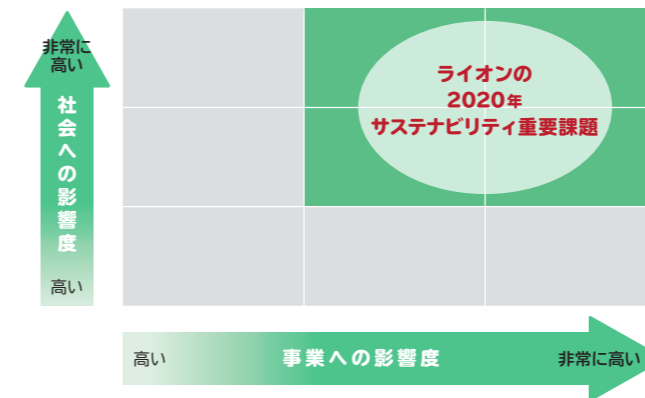 非常に
高い
社会への影響度
高い
ライオンの
2020年
サステナビリティ重要課題
高い
事業への影響度
非常に高い